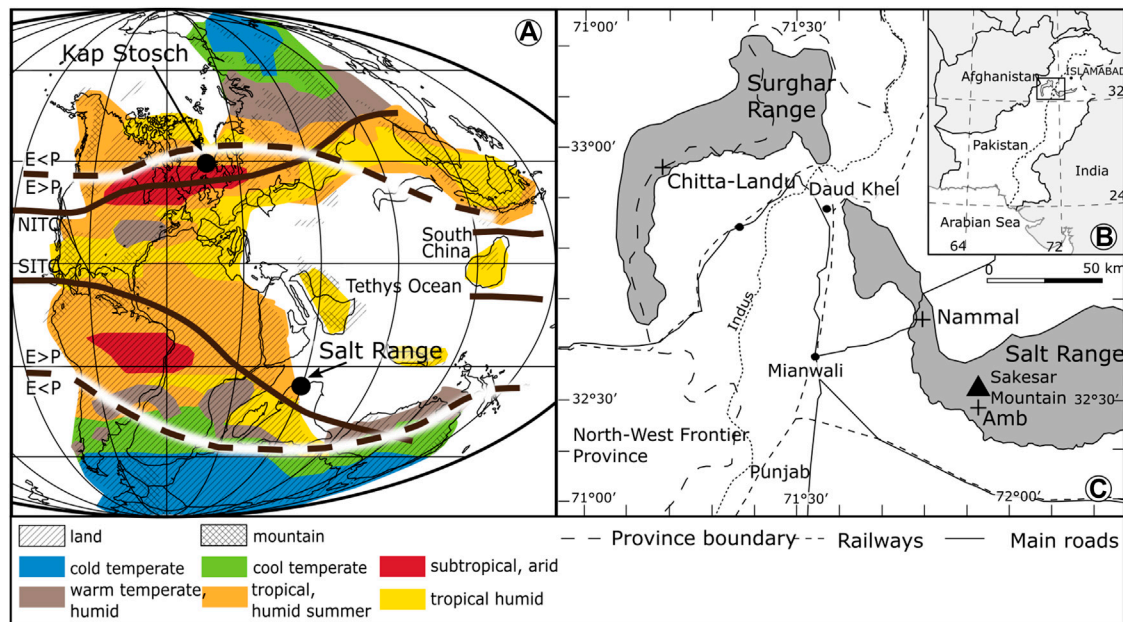 A
Kap Stosch
E<P
E>P
NITC
SITC
South
China
Tethys Ocean
Salt Range
E>P
E<P
71°00’
71°30’
Surghar
Range
33°00’
Chitta-Landu
Daud Khel
Indus
Nammal
Mianwali
Salt Range
Sakesar
Mountain
32°30’
Amb
North-West Frontier
Province
Punjab
71°00’
71°30’
72°00’
C
Afghanistan
ISLAMABAD
32
Pakistan
India
24
Arabian Sea
64
72
B
0
50 km
land
mountain
cold temperate
cool temperate
subtropical, arid
warm temperate,
humid
tropical,
humid summer
tropical humid
Province boundary
Railways
Main roads